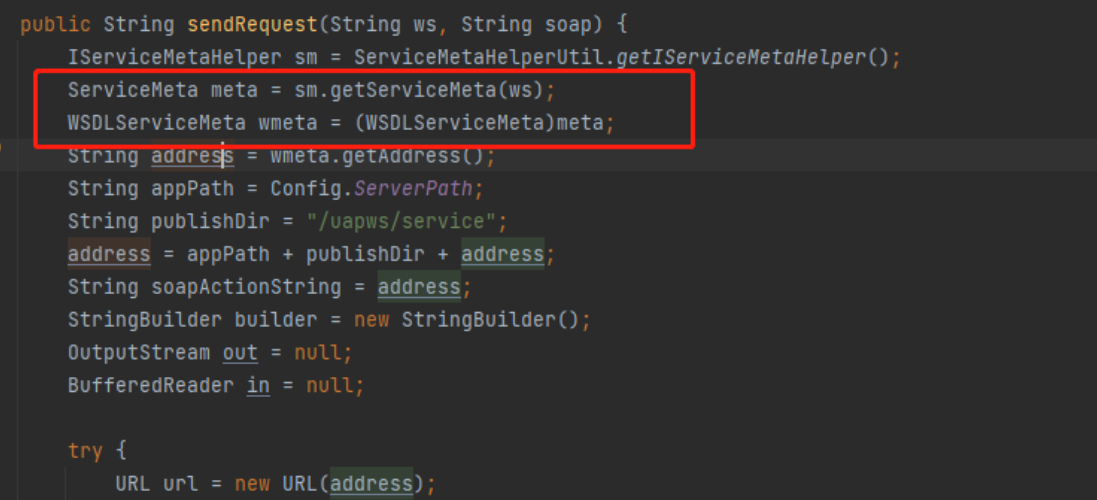 public String sendRequest(String ws, String soap) {
IServiceMetaHelper sm = ServiceMetaHelperUtil.getIServiceMetaHelper();
ServiceMeta meta = sm.getServiceMeta(ws);
WSDLServiceMeta wmeta = (WSDLServiceMeta)meta;
String address = wmeta.getAddress();
String appPath = Config.ServerPath;
String publishDir = "/uapws/service";
address = appPath + publishDir + address;
String soapActionString = address;
StringBuilder builder = new StringBuilder();
OutputStream out = null;
BufferedReader in = null;
try {
URL url = new URL(address);